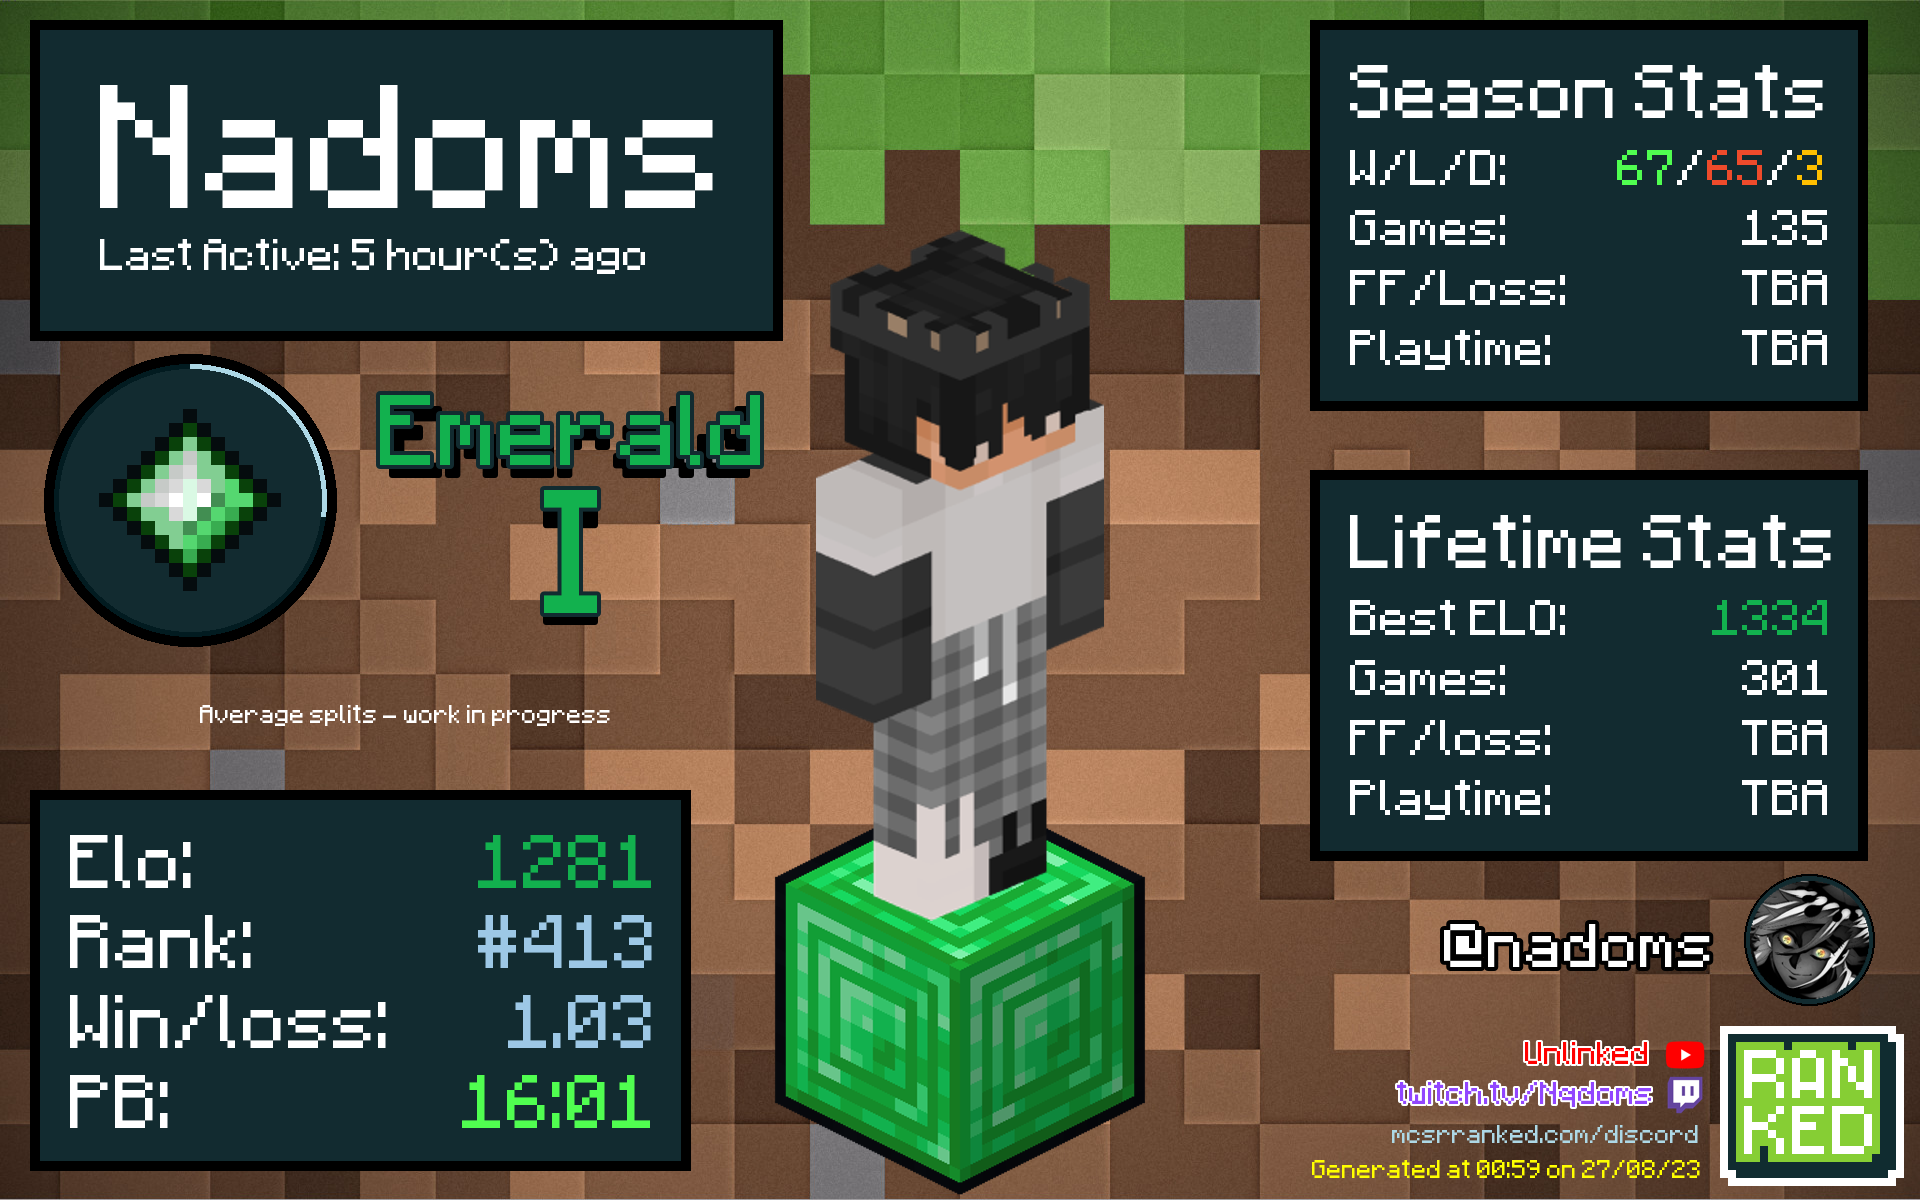 Nadoms
Last Active: 5 hour(s) ago
Emerald
I
Average splits - work in progress
Elo: 1281
Rank: #413
Win/loss: 1.03
PB: 16:01
Season Stats
W/L/D: 67/65/3
Games: 135
FF/Loss: TBA
Playtime: TBA
Lifetime Stats
Best ELO: 1334
Games: 301
FF/loss: TBA
Playtime: TBA
@nadoms
Unlinked
twitch.tv/Nqdoms
mcsrranked.com/discord
Generated at 00:59 on 27/08/23
RAN
KED